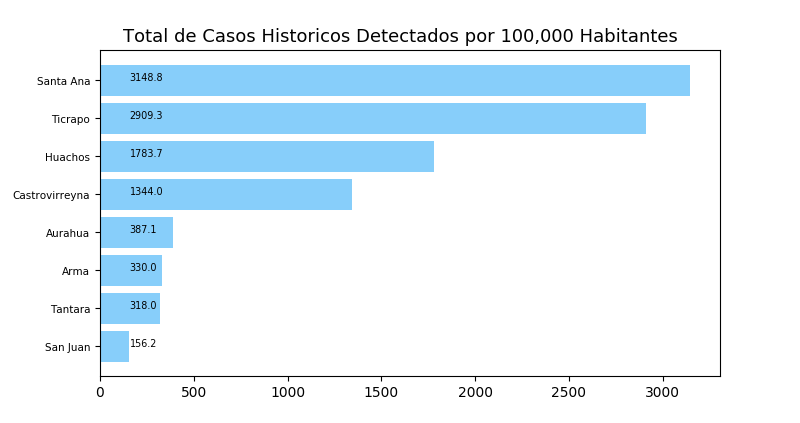 Total de Casos Historicos Detectados por 100,000 Habitantes
Santa Ana 3148.8
Ticrapo 2909.3
Huachos 1783.7
Castrovirreyna 1344.0
Aurahua 387.1
Arma 330.0
Tantara 318.0
San Juan 156.2
0 500 1000 1500 2000 2500 3000